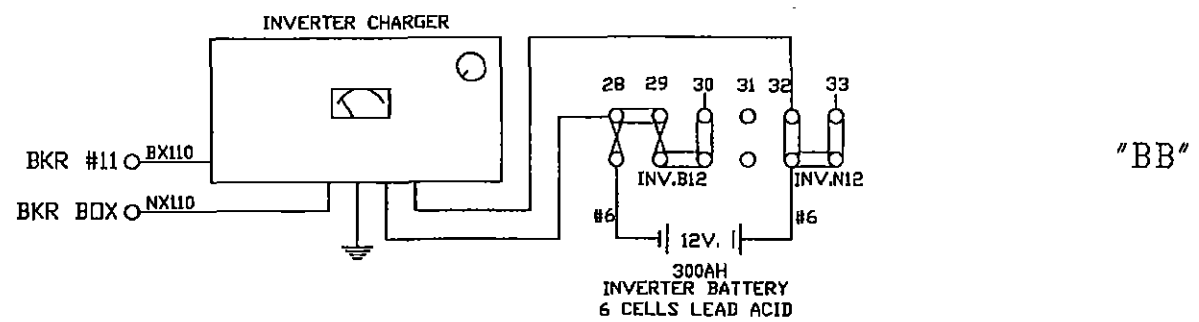 INVERTER CHARGER
28 29 30 31 32 33
BKR #11 BX110
"BB"
INV.B12 INV.N12
BKR BOX NX110
#6 12V. #6
300AH
INVERTER BATTERY
6 CELLS LEAD ACID